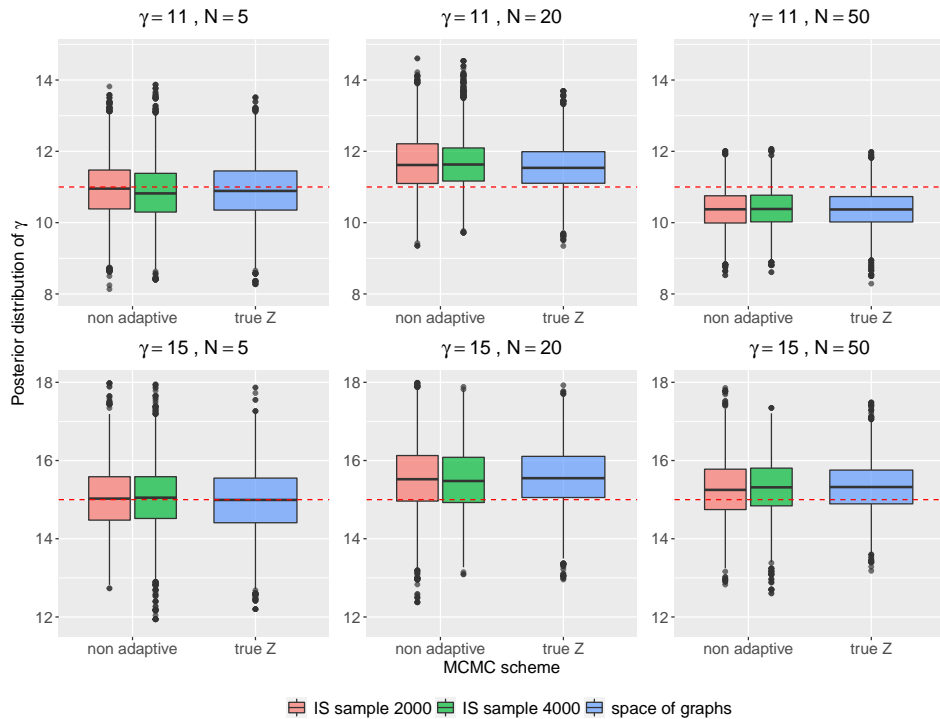 γ = 11 , N = 5
γ = 11 , N = 20
γ = 11 , N = 50
14
12
10
8
14
12
10
8
14
12
10
8
non adaptive
true Z
non adaptive
true Z
non adaptive
true Z
Posterior distribution of γ
γ = 15 , N = 5
γ = 15 , N = 20
γ = 15 , N = 50
18
16
14
12
18
16
14
12
18
16
14
12
non adaptive
true Z
non adaptive
true Z
non adaptive
true Z
MCMC scheme
IS sample 2000
IS sample 4000
space of graphs